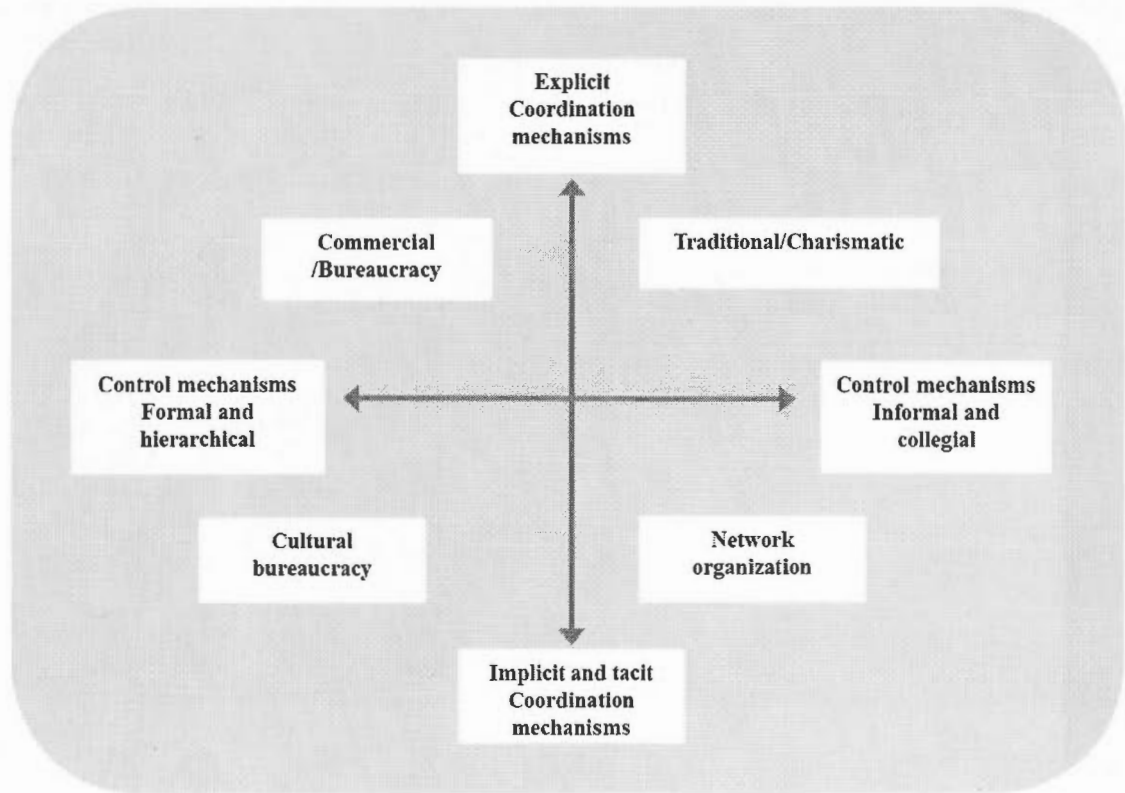 Explicit
Coordination
mechanisms
Commercial
/Bureaucracy
Traditional/Charismatic
Control mechanisms
Formal and
hierarchical
Control mechanisms
Informal and
collegial
Cultural
bureaucracy
Network
organization
Implicit and tacit
Coordination
mechanisms